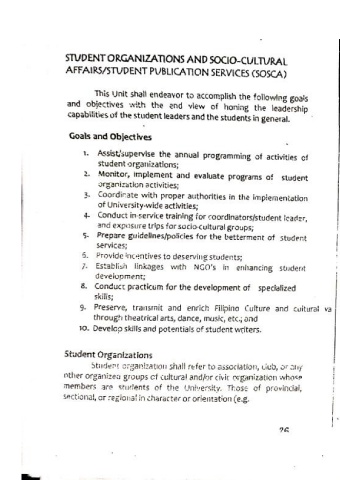 STUDENT ORGANIZATIONS AND SOCIO-CULTURAL
AFFAIRS/STUDENT PUBLICATION SERVICES (SOSCA)
This Unit shall endeavor to accomplish the following goals
and objectives with the end view of honing the leadership
capabilities of the student leaders and the students in general.
Goals and Objectives
1. Assist/supervise the annual programming of activities of
student organizations;
2. Monitor, implement and evaluate programs of student
organization activities;
3. Coordinate with proper authorities in the implementation
of University-wide activities;
4. Conduct in-service training for coordinators/student leader,
and exposure trips for socio-cultural groups;
5. Prepare guidelines/policies for the betterment of student
services;
6. Provide incentives to deserving students;
7. Establish linkages with NGO's in enhancing student
development;
8. Conduct practicum for the development of specialized
skills;
9. Preserve, transmit and enrich Filipino Culture and cultural va
through theatrical arts, dance, music, etc.; and
10. Develop skills and potentials of student writers.
Student Organizations
Student organization shall refer to association, club, or any
other organized groups of cultural and/or civic organization whose
members are students of the University. Those of provincial,
sectional, or regional in character or orientation (e.g.
26